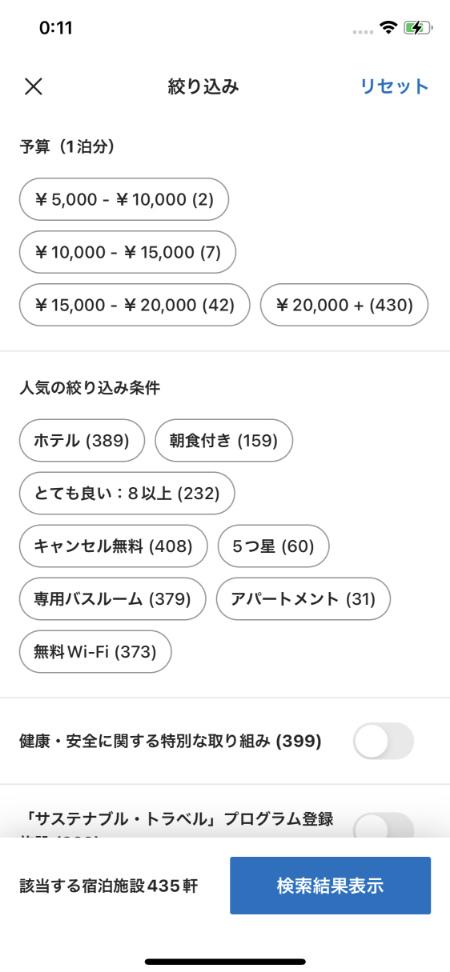 0:11
絞り込み
リセット
予算（1泊分）
￥5,000 - ￥10,000 (2)
￥10,000 - ￥15,000 (7)
￥15,000 - ￥20,000 (42)
￥20,000 + (430)
人気の絞り込み条件
ホテル (389)
朝食付き (159)
とても良い：8以上 (232)
キャンセル無料 (408)
5つ星 (60)
専用バスルーム (379)
アパートメント (31)
無料Wi-Fi (373)
健康・安全に関する特別な取り組み (399)
「サステナブル・トラベル」プログラム登録
該当する宿泊施設435軒
検索結果表示